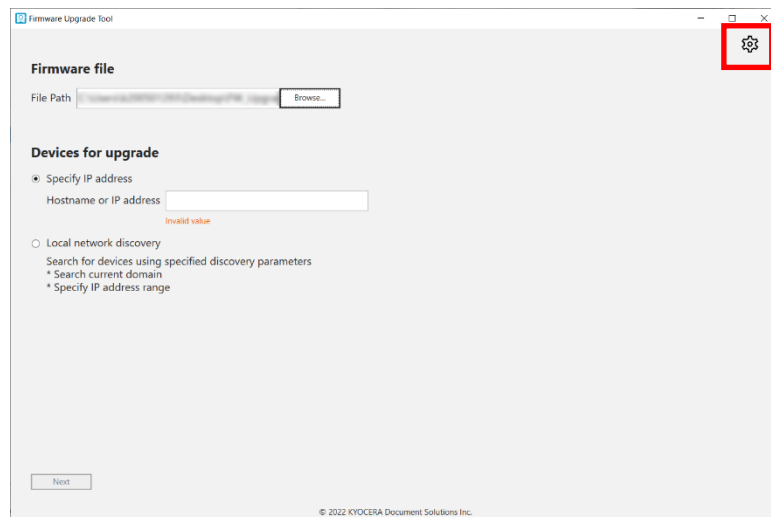 Firmware Upgrade Tool
Firmware file
File Path
Browse...
Devices for upgrade
Specify IP address
Hostname or IP address
Invalid value
Local network discovery
Search for devices using specified discovery parameters
* Search current domain
* Specify IP address range
Next
© 2022 KYOCERA Document Solutions Inc.